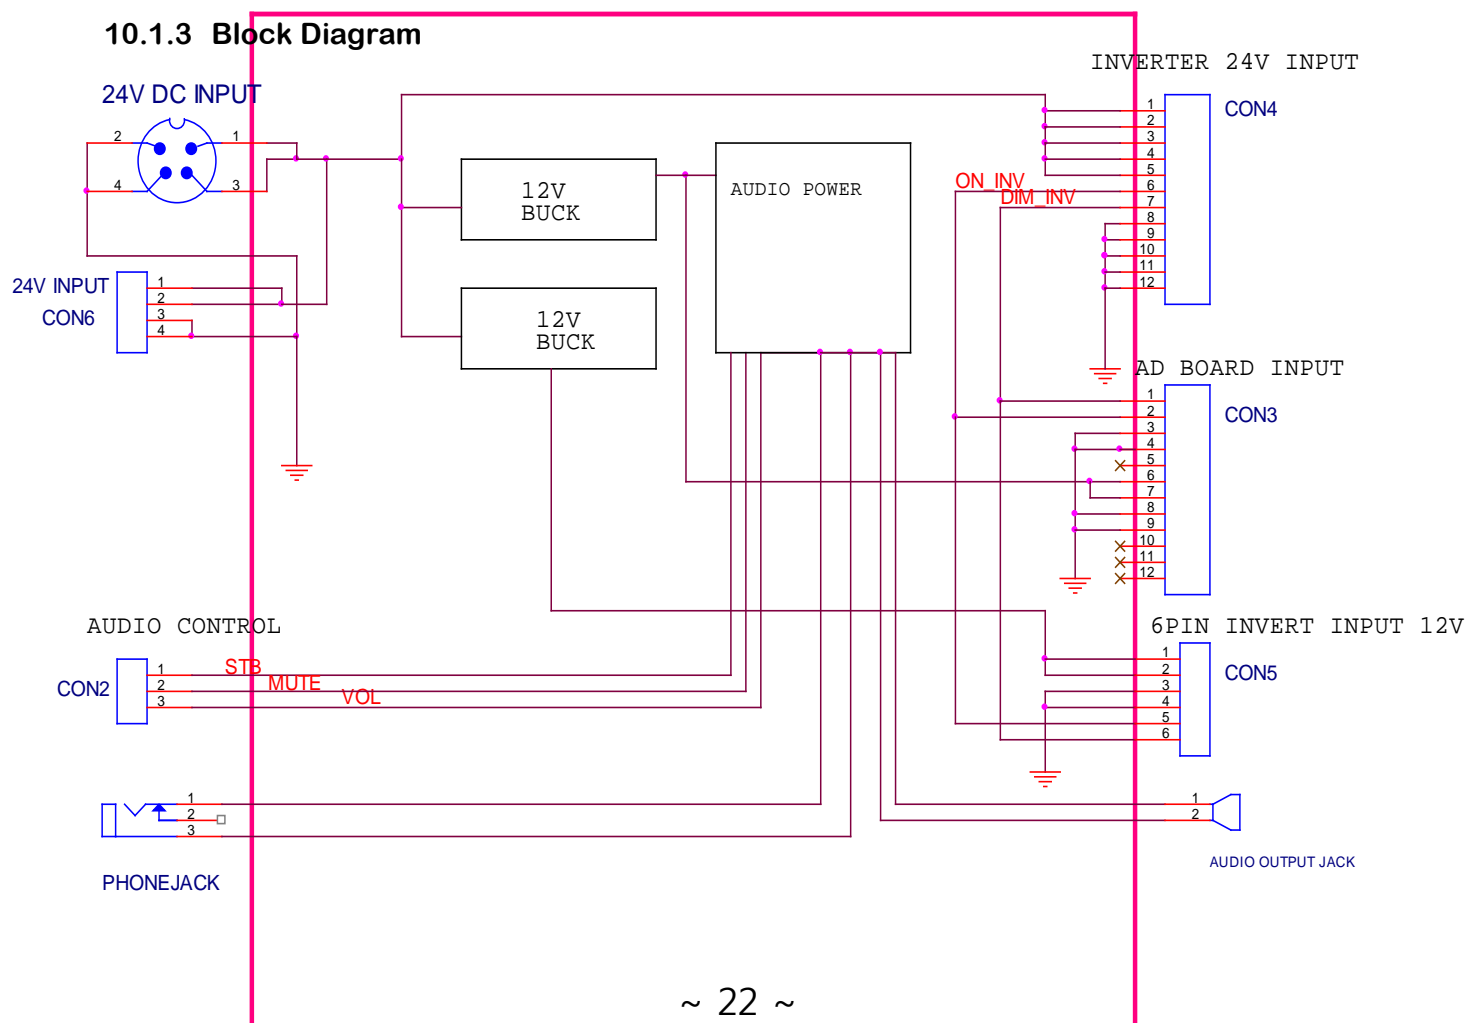 10.1.3 Block Diagram
INVERTER 24V INPUT
24V DC INPUT
2
1
4
3
1
2
3
4
5
6
7
8
9
10
11
12
CON4
12V
BUCK
AUDIO POWER
ON_INV
DIM_INV
24V INPUT
CON6
1
2
3
4
12V
BUCK
AD BOARD INPUT
1
2
3
4
5
6
7
8
9
10
11
12
CON3
AUDIO CONTROL
CON2
1
2
3
STB
MUTE
VOL
6PIN INVERT INPUT 12V
1
2
3
4
5
6
CON5
1
2
3
PHONEJACK
1
2
AUDIO OUTPUT JACK
~ 22 ~